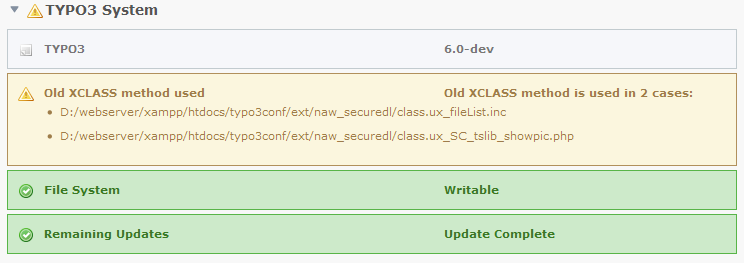 TYPO3 System
TYPO3 6.0-dev
Old XCLASS method used Old XCLASS method is used in 2 cases:
D:/webserver/xampp/htdocs/typo3conf/ext/naw_securedl/class.ux_fileList.inc
D:/webserver/xampp/htdocs/typo3conf/ext/naw_securedl/class.ux_SC_tslib_showpic.php
File System Writable
Remaining Updates Update Complete